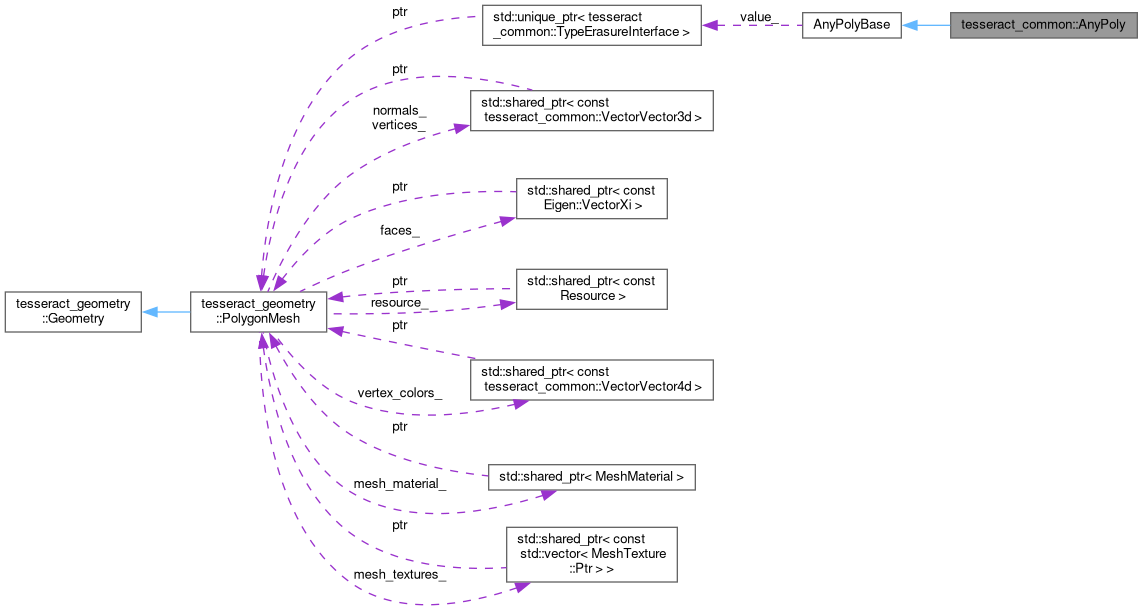 ptr
std::unique_ptr< tesseract
_common::TypeErasureInterface >
value_
AnyPolyBase
tesseract_common::AnyPoly
ptr
std::shared_ptr< const
tesseract_common::VectorVector3d >
normals_
vertices_
ptr
std::shared_ptr< const
Eigen::VectorXi >
faces_
ptr
std::shared_ptr< const
Resource >
resource_
tesseract_geometry
::Geometry
tesseract_geometry
::PolygonMesh
ptr
std::shared_ptr< const
tesseract_common::VectorVector4d >
vertex_colors_
ptr
std::shared_ptr< MeshMaterial >
mesh_material_
ptr
std::shared_ptr< const
std::vector< MeshTexture
::Ptr > >
mesh_textures_